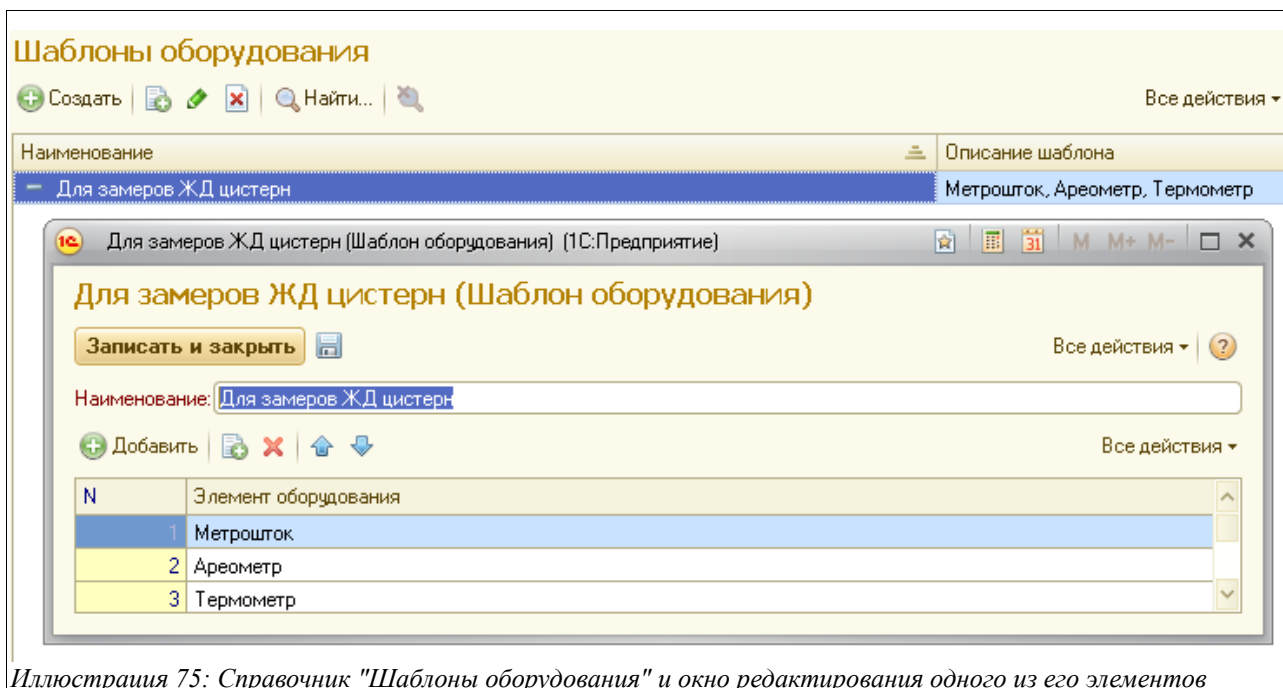 Шаблоны оборудования
Создать Найти... Все действия
Наименование Описание шаблона
Для замеров ЖД цистерн Метрошток, Ареометр, Термометр
1С Для замеров ЖД цистерн (Шаблон оборудования) (1С:Предприятие) 31 M M+ M-
Для замеров ЖД цистерн (Шаблон оборудования)
Записать и закрыть Все действия ?
Наименование: Для замеров ЖД цистерн
Добавить Все действия
N Элемент оборудования
1 Метрошток
2 Ареометр
3 Термометр
Иллюстрация 75: Справочник "Шаблоны оборудования" и окно редактирования одного из его элементов